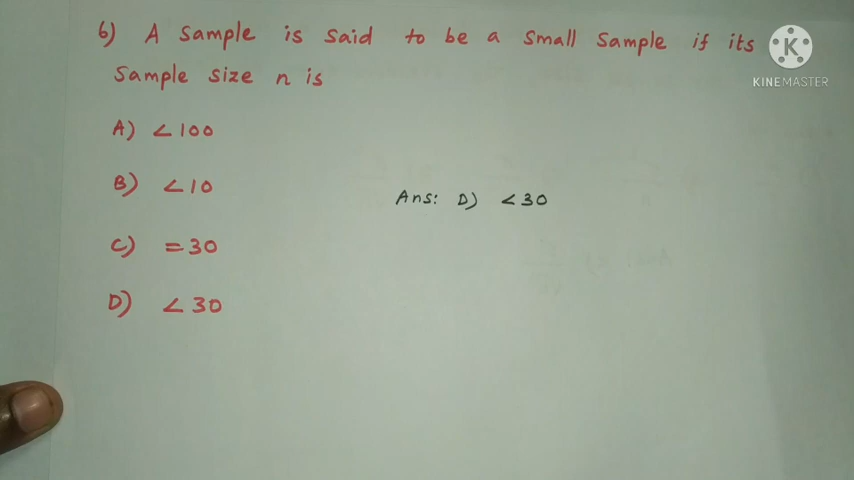 6) A sample is said to be a small sample if its
sample size n is
A) <100
B) <10
C) =30
D) <30
Ans: D) <30
K
KINEMASTER